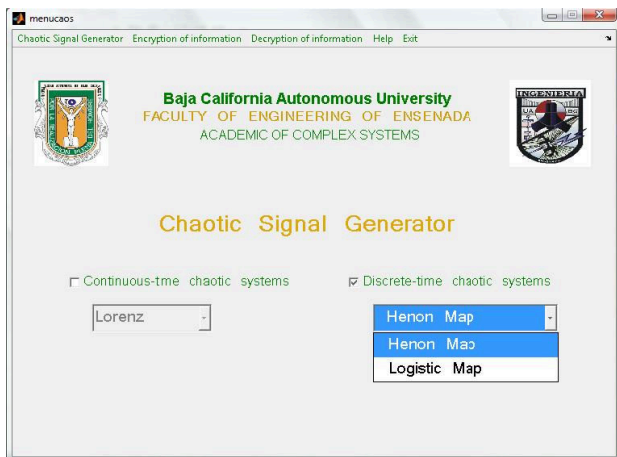 menucaos
Chaotic Signal Generator Encryption of information Decryption of information Help Exit
Baja California Autonomous University
FACULTY OF ENGINEERING OF ENSENADA
ACADEMIC OF COMPLEX SYSTEMS
INGENIERIA
Chaotic Signal Generator
Continuous-tme chaotic systems
Discrete-time chaotic systems
Lorenz
Henon Map
Henon Map
Logistic Map